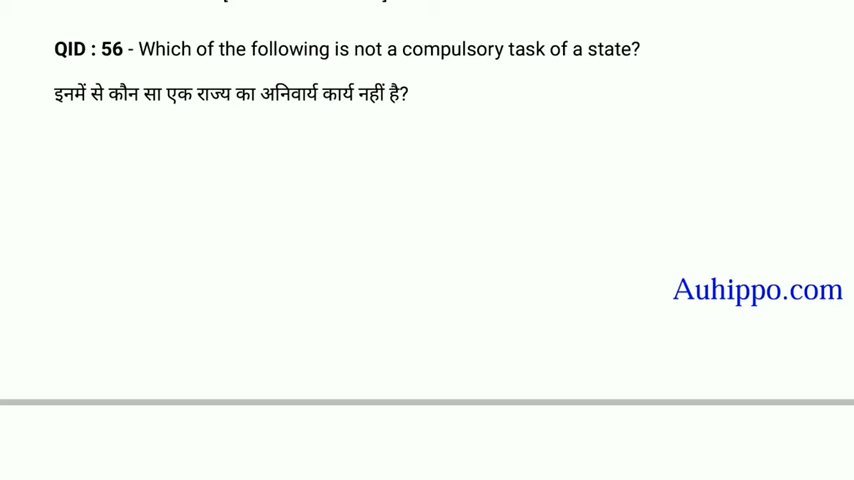 QID : 56 - Which of the following is not a compulsory task of a state?
इनमें से कौन सा एक राज्य का अनिवार्य कार्य नहीं है?
Auhippo.com